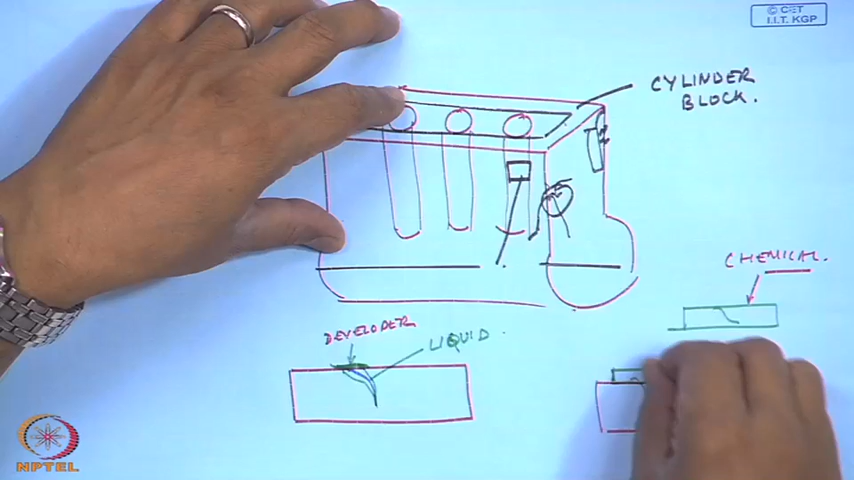 © CET
I.I.T. KGP
CYLINDER
BLOCK.
CHEMICAL.
DEVELOPER
LIQUID.
NPTEL